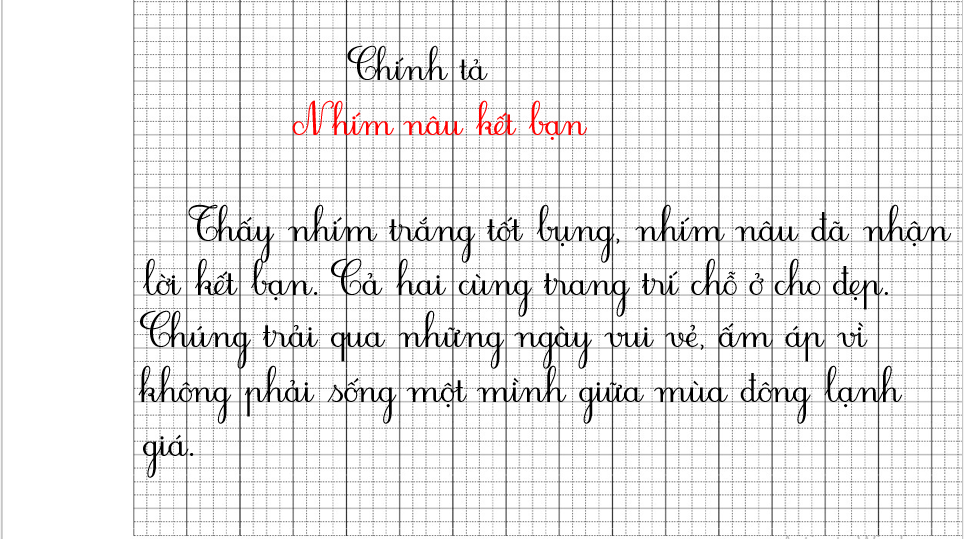 Chính tả
Nhím nâu kết bạn
Thấy nhím trắng tốt bụng, nhím nâu đã nhận
lời kết bạn. Cả hai cùng trang trí chỗ ở cho đẹp.
Chúng trải qua những ngày vui vẻ, ấm áp vì
không phải sống một mình giữa mùa đông lạnh
giá.